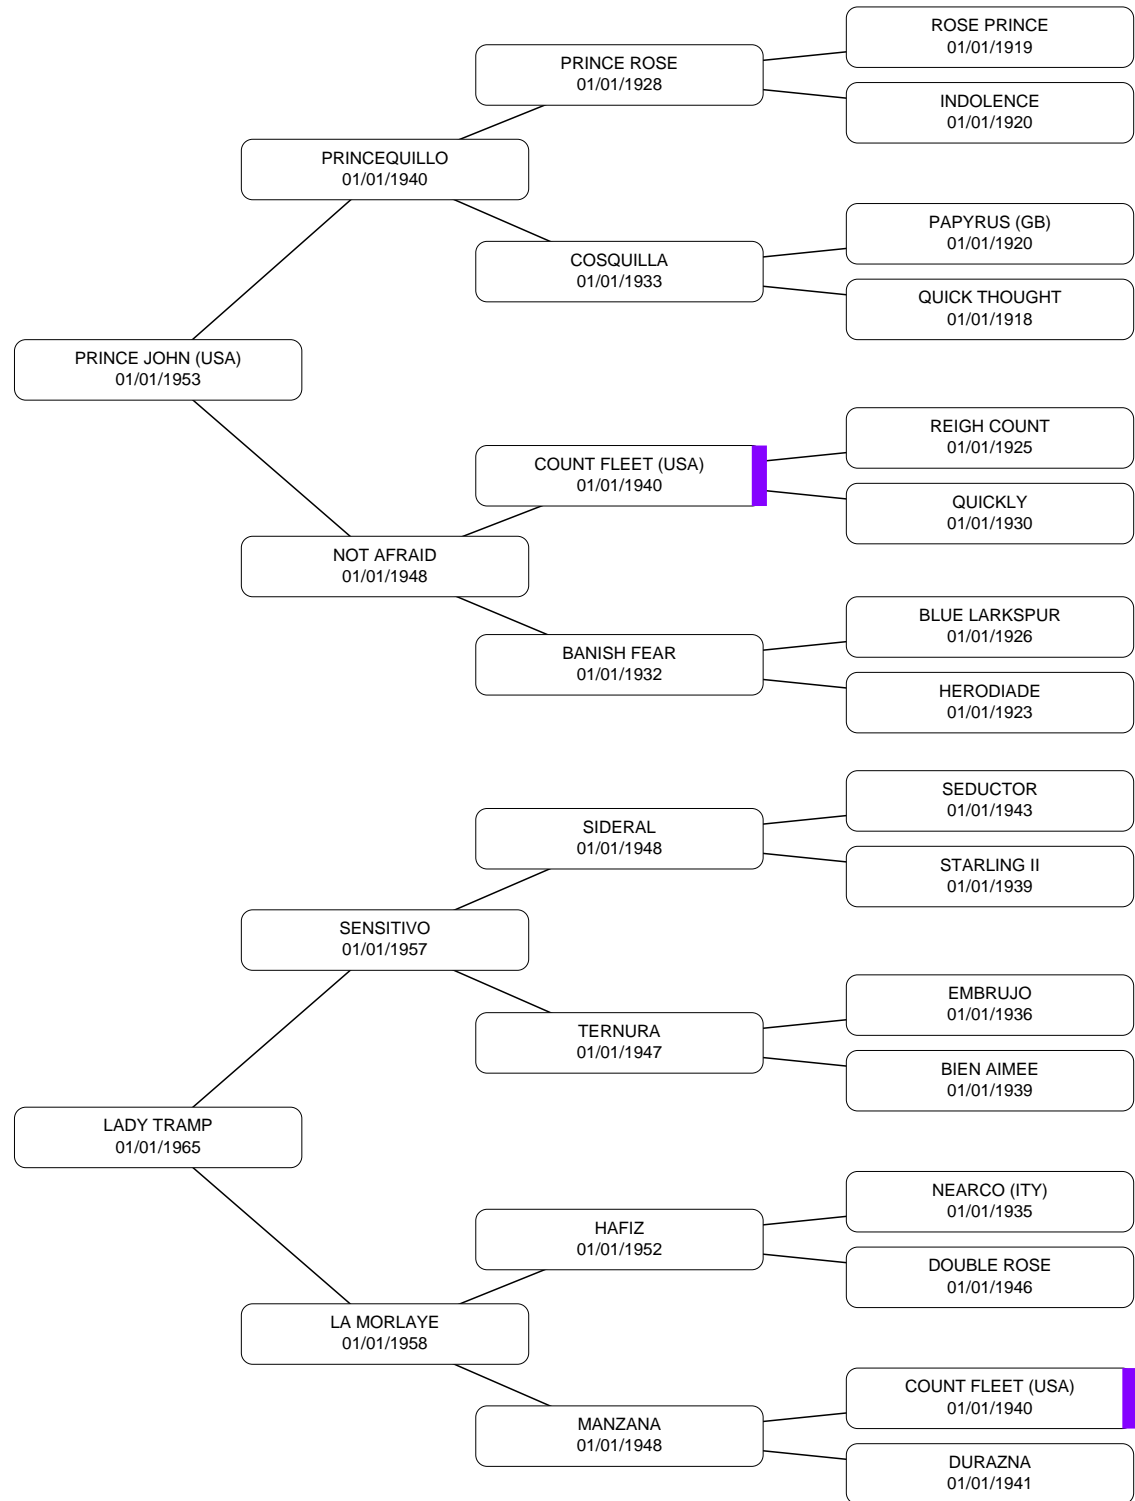 ROSE PRINCE
01/01/1919
PRINCE ROSE
01/01/1928
INDOLENCE
01/01/1920
PRINCEQUILLO
01/01/1940
PAPYRUS (GB)
01/01/1920
COSQUILLA
01/01/1933
QUICK THOUGHT
01/01/1918
PRINCE JOHN (USA)
01/01/1953
REIGH COUNT
01/01/1925
COUNT FLEET (USA)
01/01/1940
QUICKLY
01/01/1930
NOT AFRAID
01/01/1948
BLUE LARKSPUR
01/01/1926
BANISH FEAR
01/01/1932
HERODIADE
01/01/1923
SEDUCTOR
01/01/1943
SIDERAL
01/01/1948
STARLING II
01/01/1939
SENSITIVO
01/01/1957
EMBRUJO
01/01/1936
TERNURA
01/01/1947
BIEN AIMEE
01/01/1939
LADY TRAMP
01/01/1965
NEARCO (ITY)
01/01/1935
HAFIZ
01/01/1952
DOUBLE ROSE
01/01/1946
LA MORLAYE
01/01/1958
COUNT FLEET (USA)
01/01/1940
MANZANA
01/01/1948
DURAZNA
01/01/1941